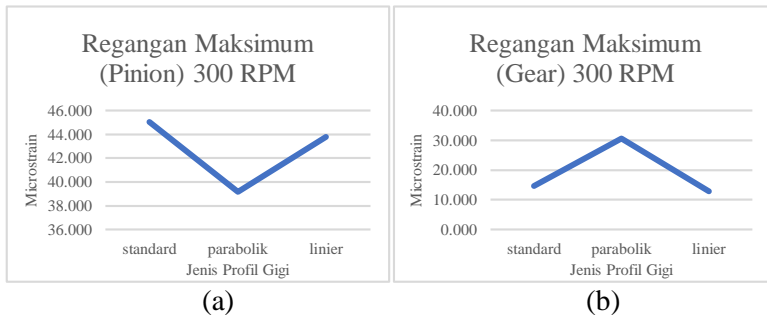 Regangan Maksimum
(Pinion) 300 RPM
Microstrain
46.000
44.000
42.000
40.000
38.000
36.000
standard parabolik linier
Jenis Profil Gigi
(a)
Regangan Maksimum
(Gear) 300 RPM
Microstrain
40.000
30.000
20.000
10.000
0.000
standard parabolik linier
Jenis Profil Gigi
(b)